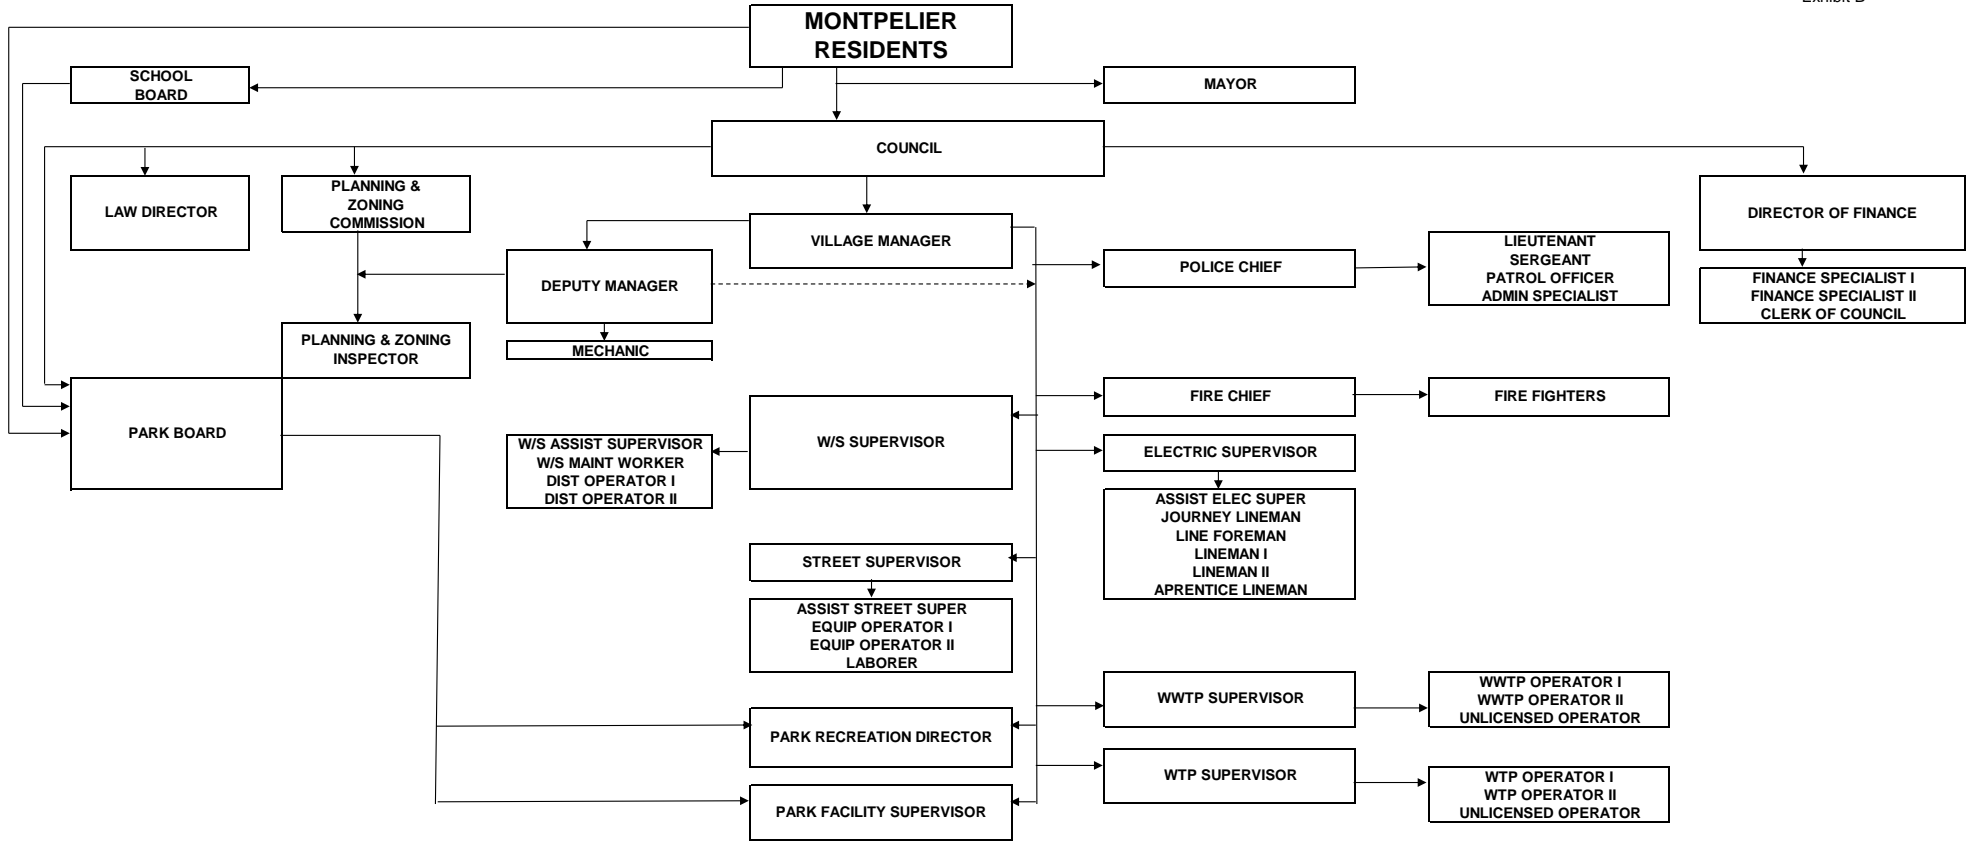 Exhibit B
MONTPELIER
RESIDENTS
SCHOOL
BOARD
MAYOR
COUNCIL
LAW DIRECTOR
PLANNING &
ZONING
COMMISSION
DIRECTOR OF FINANCE
VILLAGE MANAGER
LIEUTENANT
SERGEANT
PATROL OFFICER
ADMIN SPECIALIST
POLICE CHIEF
DEPUTY MANAGER
FINANCE SPECIALIST I
FINANCE SPECIALIST II
CLERK OF COUNCIL
PLANNING & ZONING
INSPECTOR
MECHANIC
FIRE CHIEF
FIRE FIGHTERS
PARK BOARD
W/S SUPERVISOR
W/S ASSIST SUPERVISOR
W/S MAINT WORKER
DIST OPERATOR I
DIST OPERATOR II
ELECTRIC SUPERVISOR
ASSIST ELEC SUPER
JOURNEY LINEMAN
LINE FOREMAN
LINEMAN I
LINEMAN II
APRENTICE LINEMAN
STREET SUPERVISOR
ASSIST STREET SUPER
EQUIP OPERATOR I
EQUIP OPERATOR II
LABORER
WWTP SUPERVISOR
WWTP OPERATOR I
WWTP OPERATOR II
UNLICENSED OPERATOR
PARK RECREATION DIRECTOR
WTP SUPERVISOR
WTP OPERATOR I
WTP OPERATOR II
UNLICENSED OPERATOR
PARK FACILITY SUPERVISOR